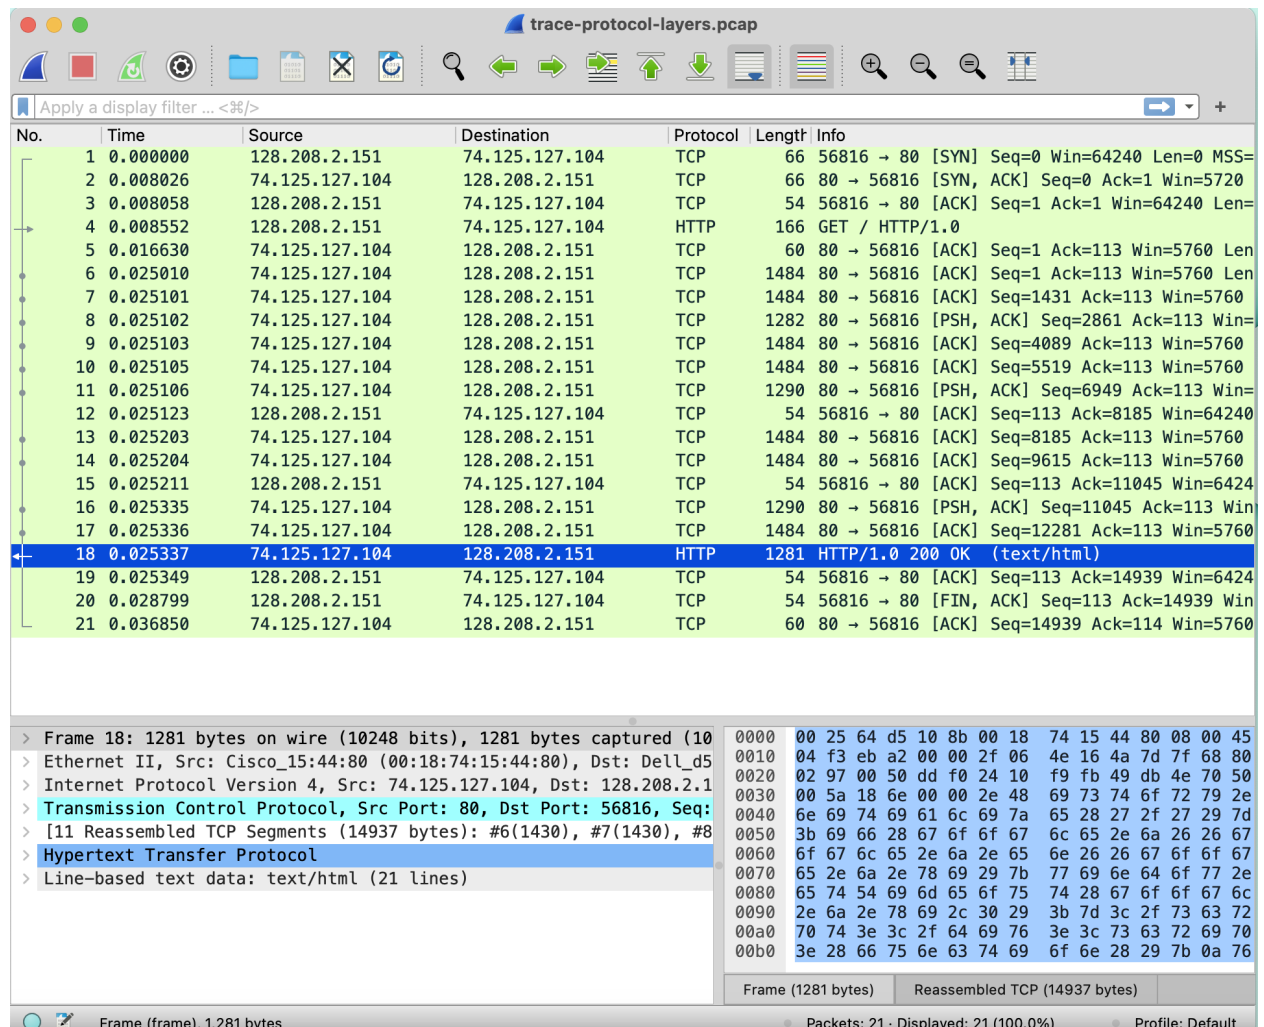 trace-protocol-layers.pcap
Apply a display filter ... <⌘/>
+
No. Time Source Destination Protocol Length Info
1 0.000000 128.208.2.151 74.125.127.104 TCP 66 56816 → 80 [SYN] Seq=0 Win=64240 Len=0 MSS=
2 0.008026 74.125.127.104 128.208.2.151 TCP 66 80 → 56816 [SYN, ACK] Seq=0 Ack=1 Win=5720
3 0.008058 128.208.2.151 74.125.127.104 TCP 54 56816 → 80 [ACK] Seq=1 Ack=1 Win=64240 Len=
4 0.008552 128.208.2.151 74.125.127.104 HTTP 166 GET / HTTP/1.0
5 0.016630 74.125.127.104 128.208.2.151 TCP 60 80 → 56816 [ACK] Seq=1 Ack=113 Win=5760 Len
6 0.025010 74.125.127.104 128.208.2.151 TCP 1484 80 → 56816 [ACK] Seq=1 Ack=113 Win=5760 Len
7 0.025101 74.125.127.104 128.208.2.151 TCP 1484 80 → 56816 [ACK] Seq=1431 Ack=113 Win=5760
8 0.025102 74.125.127.104 128.208.2.151 TCP 1282 80 → 56816 [PSH, ACK] Seq=2861 Ack=113 Win=
9 0.025103 74.125.127.104 128.208.2.151 TCP 1484 80 → 56816 [ACK] Seq=4089 Ack=113 Win=5760
10 0.025105 74.125.127.104 128.208.2.151 TCP 1484 80 → 56816 [ACK] Seq=5519 Ack=113 Win=5760
11 0.025106 74.125.127.104 128.208.2.151 TCP 1290 80 → 56816 [PSH, ACK] Seq=6949 Ack=113 Win=
12 0.025123 128.208.2.151 74.125.127.104 TCP 54 56816 → 80 [ACK] Seq=113 Ack=8185 Win=64240
13 0.025203 74.125.127.104 128.208.2.151 TCP 1484 80 → 56816 [ACK] Seq=8185 Ack=113 Win=5760
14 0.025204 74.125.127.104 128.208.2.151 TCP 1484 80 → 56816 [ACK] Seq=9615 Ack=113 Win=5760
15 0.025211 128.208.2.151 74.125.127.104 TCP 54 56816 → 80 [ACK] Seq=113 Ack=11045 Win=6424
16 0.025335 74.125.127.104 128.208.2.151 TCP 1290 80 → 56816 [PSH, ACK] Seq=11045 Ack=113 Win
17 0.025336 74.125.127.104 128.208.2.151 TCP 1484 80 → 56816 [ACK] Seq=12281 Ack=113 Win=5760
18 0.025337 74.125.127.104 128.208.2.151 HTTP 1281 HTTP/1.0 200 OK (text/html)
19 0.025349 128.208.2.151 74.125.127.104 TCP 54 56816 → 80 [ACK] Seq=113 Ack=14939 Win=6424
20 0.028799 128.208.2.151 74.125.127.104 TCP 54 56816 → 80 [FIN, ACK] Seq=113 Ack=14939 Win
21 0.036850 74.125.127.104 128.208.2.151 TCP 60 80 → 56816 [ACK] Seq=14939 Ack=114 Win=5760
Frame 18: 1281 bytes on wire (10248 bits), 1281 bytes captured (10
Ethernet II, Src: Cisco_15:44:80 (00:18:74:15:44:80), Dst: Dell_d5
Internet Protocol Version 4, Src: 74.125.127.104, Dst: 128.208.2.1
Transmission Control Protocol, Src Port: 80, Dst Port: 56816, Seq:
[11 Reassembled TCP Segments (14937 bytes): #6(1430), #7(1430), #8
Hypertext Transfer Protocol
Line-based text data: text/html (21 lines)
0000 00 25 64 d5 10 8b 00 18 74 15 44 80 08 00 45
0010 04 f3 eb a2 00 00 2f 06 4e 16 4a 7d 7f 68 80
0020 02 97 00 50 dd f0 24 10 f9 fb 49 db 4e 70 50
0030 00 5a 18 6e 00 00 2e 48 69 73 74 6f 72 79 2e
0040 6e 69 74 69 61 6c 69 7a 65 28 27 2f 27 29 7d
0050 3b 69 66 28 67 6f 6f 67 6c 65 2e 6a 26 26 67
0060 6f 67 6c 65 2e 6a 2e 65 6e 26 26 67 6f 6f 67
0070 65 2e 6a 2e 78 69 29 7b 77 69 6e 64 6f 77 2e
0080 65 74 54 69 6d 65 6f 75 74 28 67 6f 6f 67 6c
0090 2e 6a 2e 78 69 2c 30 29 3b 7d 3c 2f 73 63 72
00a0 70 74 3e 3c 2f 64 69 76 3e 3c 73 63 72 69 70
00b0 3e 28 66 75 6e 63 74 69 6f 6e 28 29 7b 0a 76
Frame (1281 bytes) Reassembled TCP (14937 bytes)
Frame (frame), 1,281 bytes Packets: 21 · Displayed: 21 (100.0%) Profile: Default